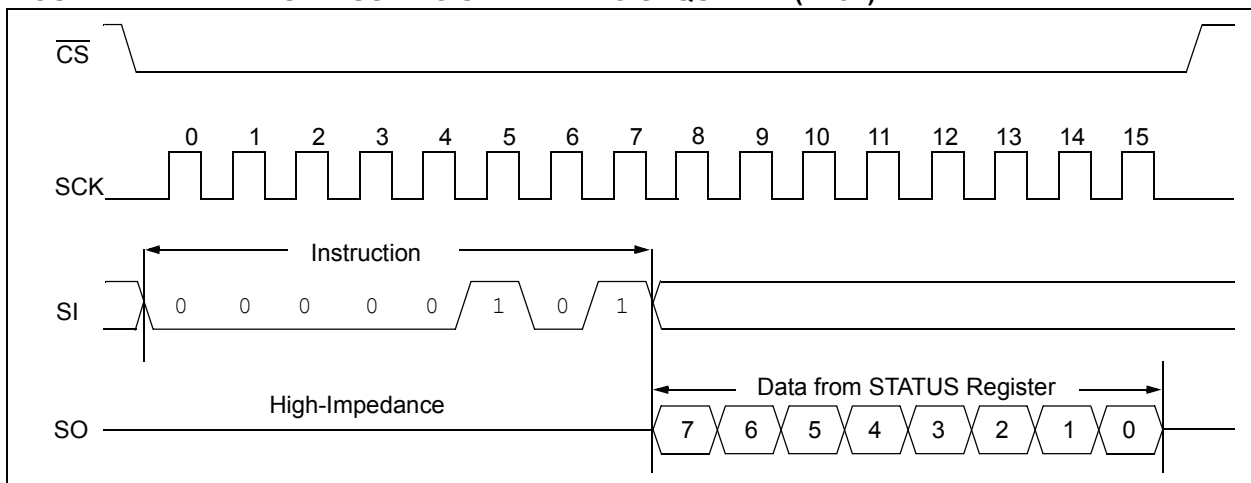 CS
0 1 2 3 4 5 6 7 8 9 10 11 12 13 14 15
SCK
Instruction
SI 0 0 0 0 0 1 0 1
Data from STATUS Register
High-Impedance
SO 7 6 5 4 3 2 1 0